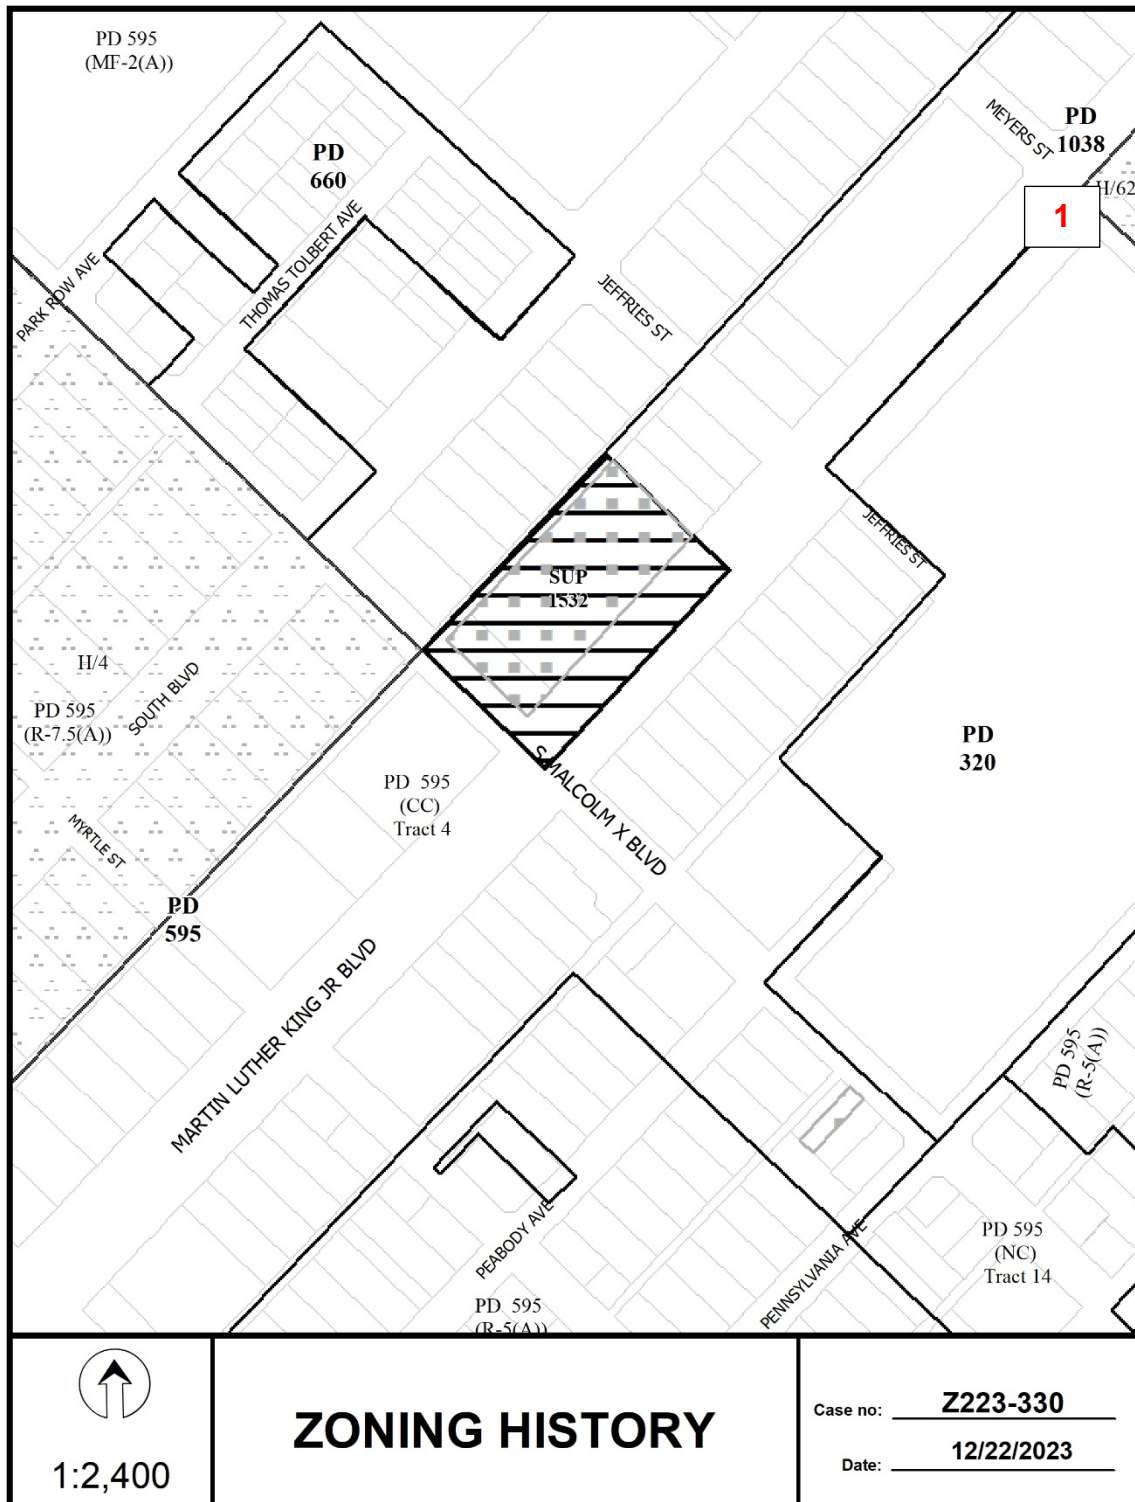 PD 595
(MF-2(A))
PD
660
MEYERS ST
PD
1038
H/62
1
THOMAS TOLBERT AVE
PARK ROW AVE
JEFFRIES ST
JEFFRIES ST
SUP
1532
H/4
PD 595
(R-7.5(A))
SOUTH BLVD
MYRTLE ST
PD 595
(CC)
Tract 4
S MALCOLM X BLVD
PD
320
PD
595
MARTIN LUTHER KING JR BLVD
PD 595
(R-5(A))
PEABODY AVE
PENNSYLVANIA AVE
PD 595
(NC)
Tract 14
PD 595
(R-5(A))
1:2,400
ZONING HISTORY
Case no: Z223-330
Date: 12/22/2023